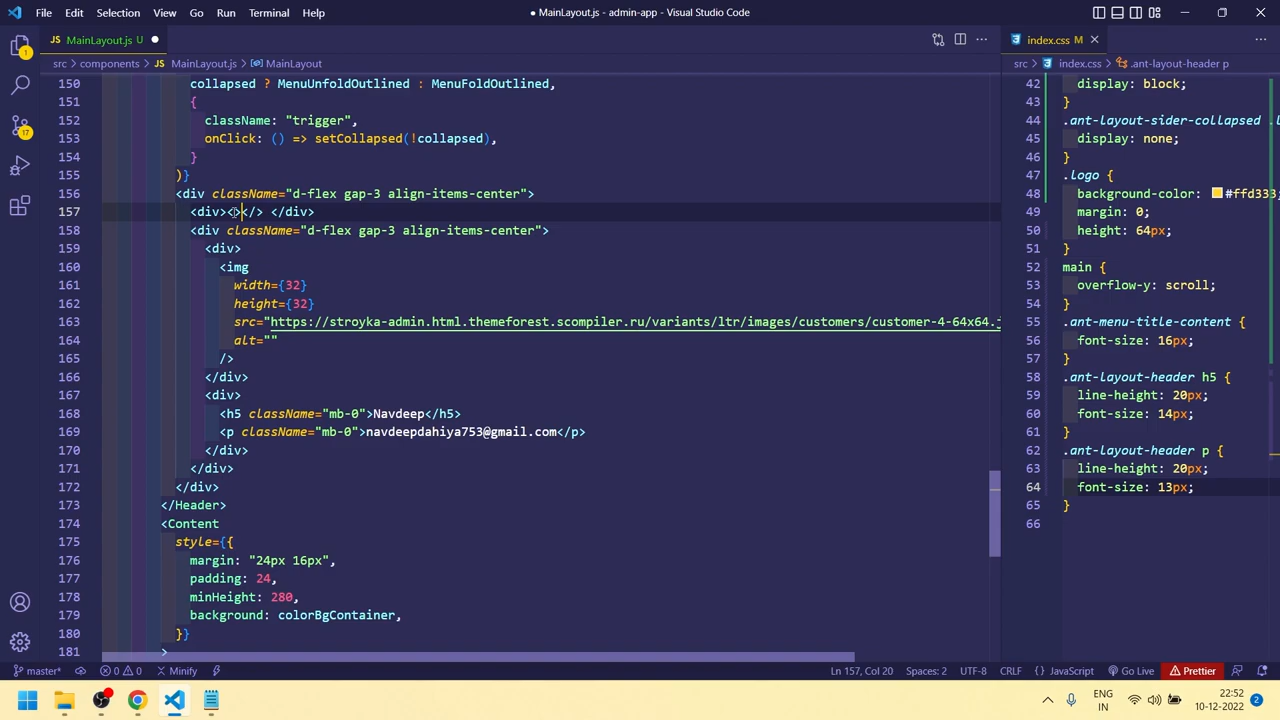 File Edit Selection View Go Run Terminal Help
● MainLayout.js - admin-app - Visual Studio Code
JS MainLayout.js U ●
src > components > JS MainLayout.js > MainLayout
150 collapsed ? MenuUnfoldOutlined : MenuFoldOutlined,
151 {
152 className: "trigger",
153 onClick: () => setCollapsed(!collapsed),
154 }
155 )}
156 <div className="d-flex gap-3 align-items-center">
157 <div><></> </div>
158 <div className="d-flex gap-3 align-items-center">
159 <div>
160 <img
161 width={32}
162 height={32}
163 src="https://stroyka-admin.html.themeforest.scompiler.ru/variants/ltr/images/customers/customer-4-64x64.j
164 alt=""
165 />
166 </div>
167 <div>
168 <h5 className="mb-0">Navdeep</h5>
169 <p className="mb-0">navdeepdahiya753@gmail.com</p>
170 </div>
171 </div>
172 </div>
173 </Header>
174 <Content
175 style={{
176 margin: "24px 16px",
177 padding: 24,
178 minHeight: 280,
179 background: colorBgContainer,
180 }}
181 >
index.css M
src > index.css > .ant-layout-header p
42 display: block;
43 }
44 .ant-layout-sider-collapsed .l
45 display: none;
46 }
47 .logo {
48 background-color: #ffd333;
49 margin: 0;
50 height: 64px;
51 }
52 main {
53 overflow-y: scroll;
54 }
55 .ant-menu-title-content {
56 font-size: 16px;
57 }
58 .ant-layout-header h5 {
59 line-height: 20px;
60 font-size: 14px;
61 }
62 .ant-layout-header p {
63 line-height: 20px;
64 font-size: 13px;
65 }
66
1
17
master* 0 0 Minify
Ln 157, Col 20 Spaces: 2 UTF-8 CRLF { } JavaScript Go Live Prettier
ENG
IN
22:52
10-12-2022
2